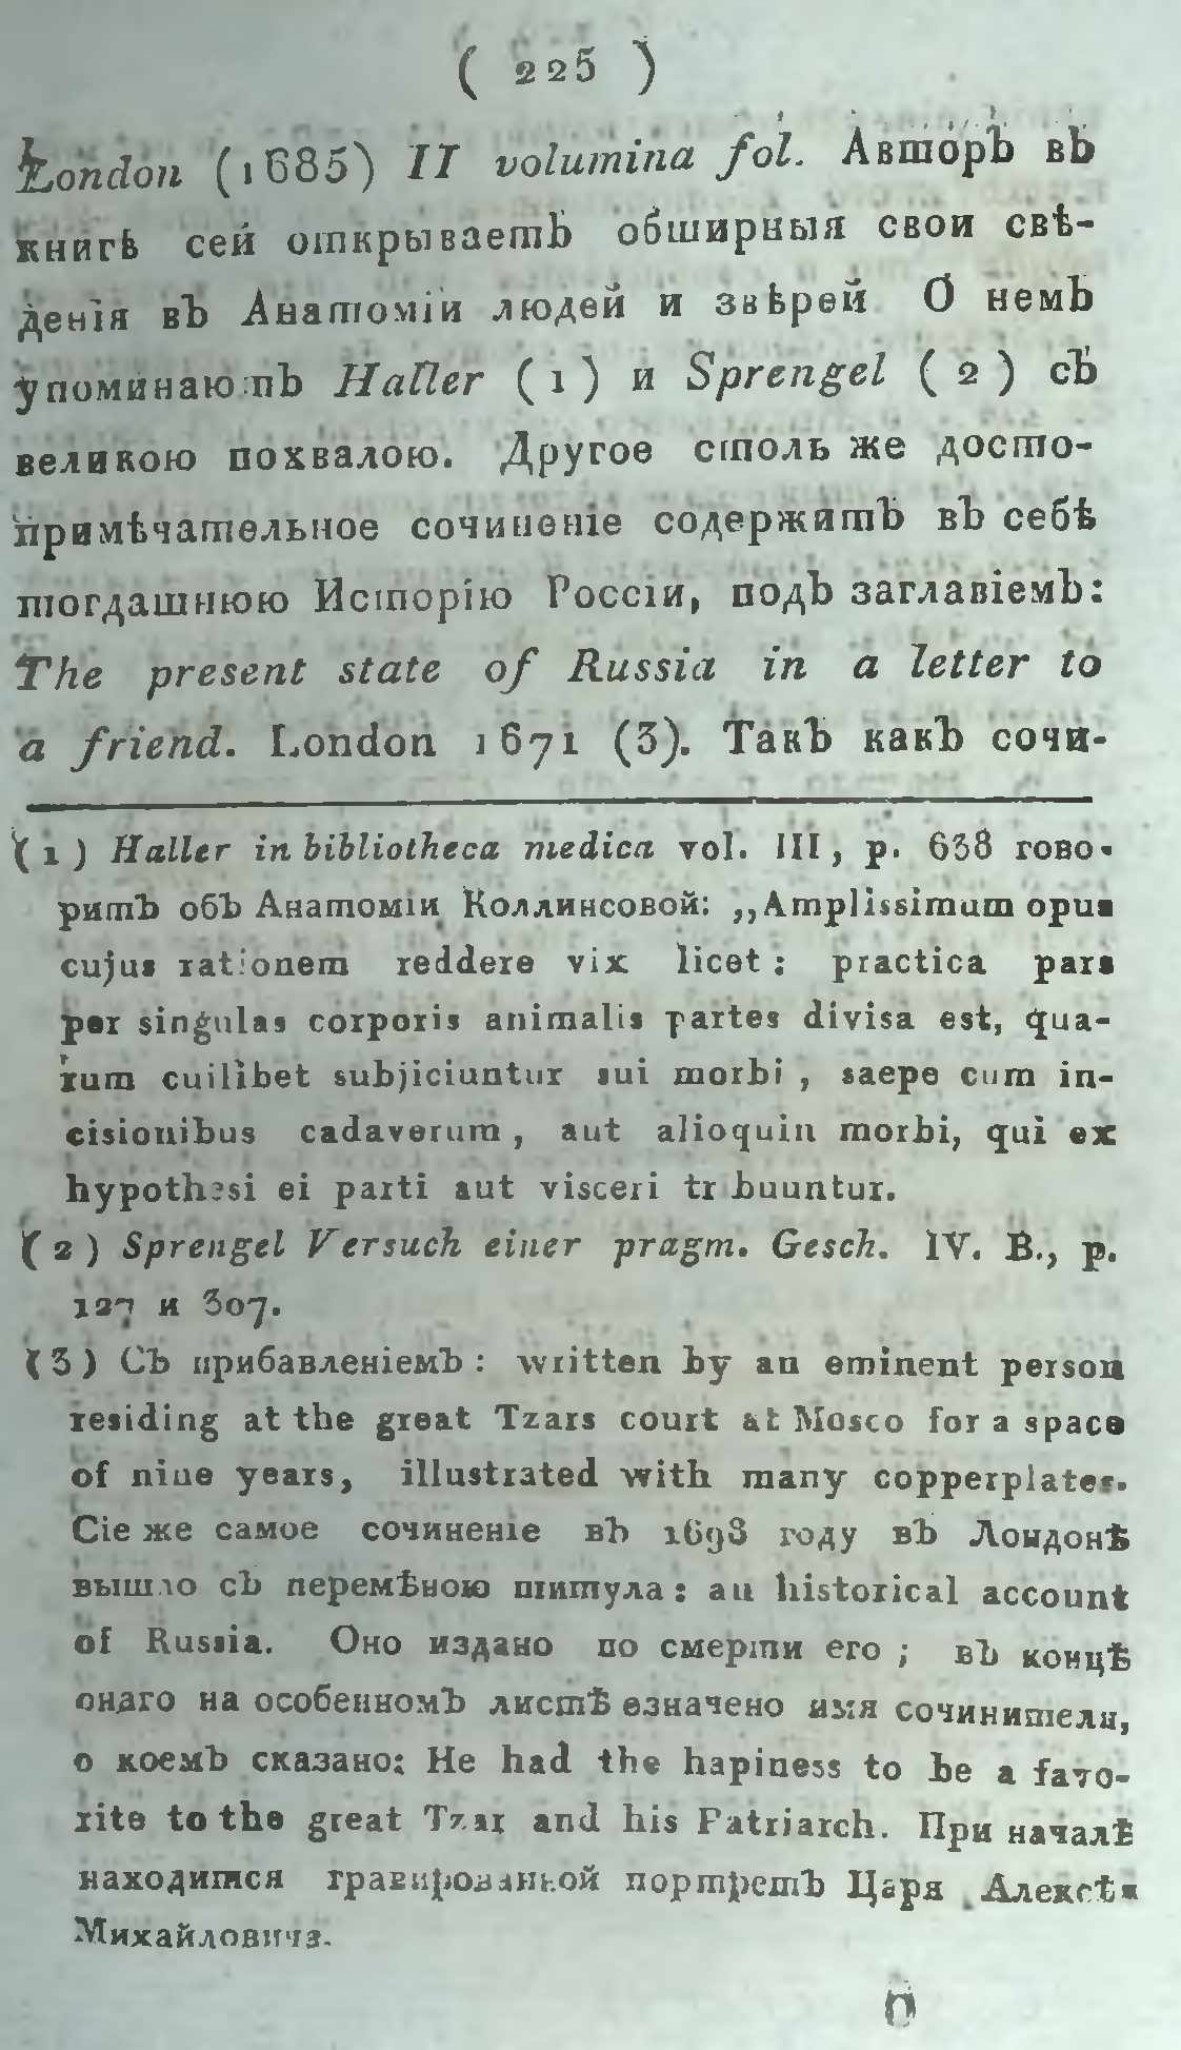 ( 225 )
London (1685) II volumina fol. Авторъ въ
книгѣ сей открываетъ обширныя свои свѣ-
денія въ Анатоміи людей и звѣрей О немъ
упоминаютъ Haller (1) и Sprengel (2) съ
великою похвалою. Другое столь же досто-
примѣчательное сочиненіе содержитъ въ себѣ
тогдашнюю Исторію Россіи, подъ заглавіемъ:
The present state of Russia in a letter to
a friend. London 1671 (3). Такъ какъ сочи-
(1) Haller in bibliotheca medica vol. III, p. 638 гово-
ритъ объ Анатоміи Коллинсовой: „Amplissimum opus
cujus rationem reddere vix licet: practica pars
per singulas corporis animalis partes divisa est, qua-
rum cuilibet subjiciuntur sui morbi, saepe cum in-
cisionibus cadaverum, aut alioquin morbi, qui ex
hypothesi ei parti aut visceri tribuuntur.
(2) Sprengel Versuch einer pragm. Gesch. IV. B., p.
127 и 307.
(3) Съ прибавленіемъ: written by an eminent person
residing at the great Tzars court at Mosco for a space
of nine years, illustrated with many copperplates.
Сіе же самое сочиненіе въ 1698 году въ Лондонѣ
вышло съ перемѣною титула: an historical account
of Russia. Оно издано по смерти его; въ концѣ
онаго на особенномъ листѣ означено имя сочинителя,
о коемъ сказано: He had the hapiness to be a favo-
rite to the great Tzar and his Patriarch. При началѣ
находится гравированной портретъ Царя Алексѣя
Михайловича.